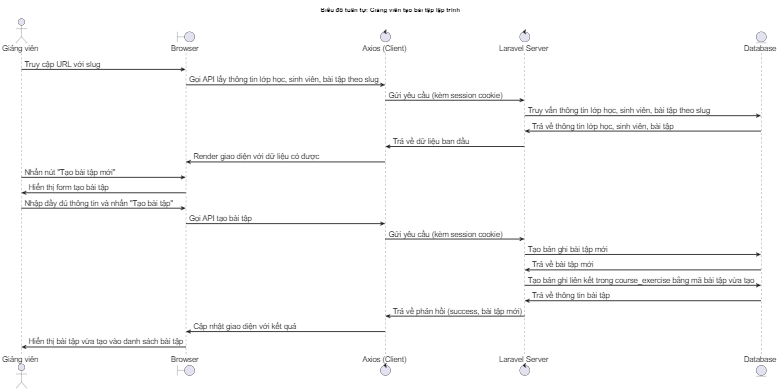 Biểu đồ tuần tự: Giảng viên tạo bài tập lập trình
Giảng viên Browser Axios (Client) Laravel Server Database
Truy cập URL với slug
Gọi API lấy thông tin lớp học, sinh viên, bài tập theo slug
Gửi yêu cầu (kèm session cookie)
Truy vấn thông tin lớp học, sinh viên, bài tập theo slug
Trả về thông tin lớp học, sinh viên, bài tập
Trả về dữ liệu ban đầu
Render giao diện với dữ liệu có được
Nhấn nút "Tạo bài tập mới"
Hiển thị form tạo bài tập
Nhập đầy đủ thông tin và nhấn "Tạo bài tập"
Gọi API tạo bài tập
Gửi yêu cầu (kèm session cookie)
Tạo bản ghi bài tập mới
Trả về bài tập mới
Tạo bản ghi liên kết trong course_exercise bằng mã bài tập vừa tạo
Trả về thông tin bài tập
Trả về phản hồi (success, bài tập mới)
Cập nhật giao diện với kết quả
Hiển thị bài tập vừa tạo vào danh sách bài tập
Giảng viên Browser Axios (Client) Laravel Server Database